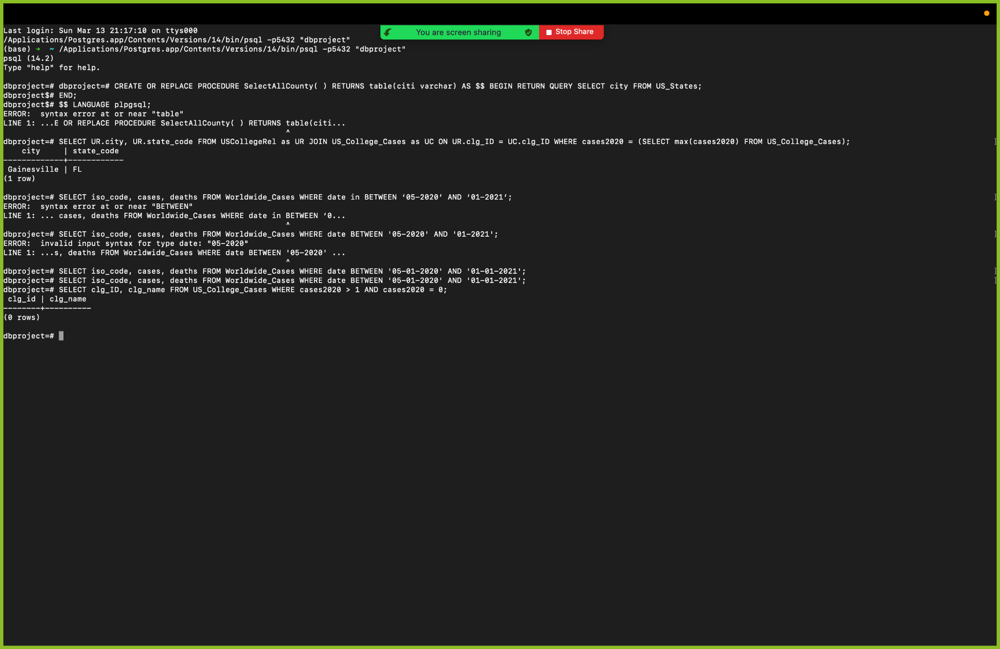 You are screen sharing
Stop Share
Last login: Sun Mar 13 21:17:10 on ttys000
/Applications/Postgres.app/Contents/Versions/14/bin/psql -p5432 "dbproject"
(base) ➜  ~ /Applications/Postgres.app/Contents/Versions/14/bin/psql -p5432 "dbproject"
psql (14.2)
Type "help" for help.

dbproject=# dbproject=# CREATE OR REPLACE PROCEDURE SelectAllCounty( ) RETURNS table(citi varchar) AS $$ BEGIN RETURN QUERY SELECT city FROM US_States;
dbproject$# END;
dbproject$# $$ LANGUAGE plpgsql;
ERROR:  syntax error at or near "table"
LINE 1: ...E OR REPLACE PROCEDURE SelectAllCounty( ) RETURNS table(citi...
                                                             ^
dbproject=# SELECT UR.city, UR.state_code FROM USCollegeRel as UR JOIN US_College_Cases as UC ON UR.clg_ID = UC.clg_ID WHERE cases2020 = (SELECT max(cases2020) FROM US_College_Cases); ]
    city     | state_code
-------------+------------
 Gainesville | FL
(1 row)

dbproject=# SELECT iso_code, cases, deaths FROM Worldwide_Cases WHERE date in BETWEEN ‘05-2020’ AND ‘01-2021’; ]
ERROR:  syntax error at or near "BETWEEN"
LINE 1: ... cases, deaths FROM Worldwide_Cases WHERE date in BETWEEN ‘0...
                                                             ^
dbproject=# SELECT iso_code, cases, deaths FROM Worldwide_Cases WHERE date BETWEEN '05-2020' AND '01-2021'; ]
ERROR:  invalid input syntax for type date: "05-2020"
LINE 1: ...s, deaths FROM Worldwide_Cases WHERE date BETWEEN '05-2020' ...
                                                             ^
dbproject=# SELECT iso_code, cases, deaths FROM Worldwide_Cases WHERE date BETWEEN '05-01-2020' AND '01-01-2021'; ]
dbproject=# SELECT iso_code, cases, deaths FROM Worldwide_Cases WHERE date BETWEEN '05-01-2020' AND '01-01-2021'; ]
dbproject=# SELECT clg_ID, clg_name FROM US_College_Cases WHERE cases2020 > 1 AND cases2020 = 0;
 clg_id | clg_name
--------+----------
(0 rows)

dbproject=#